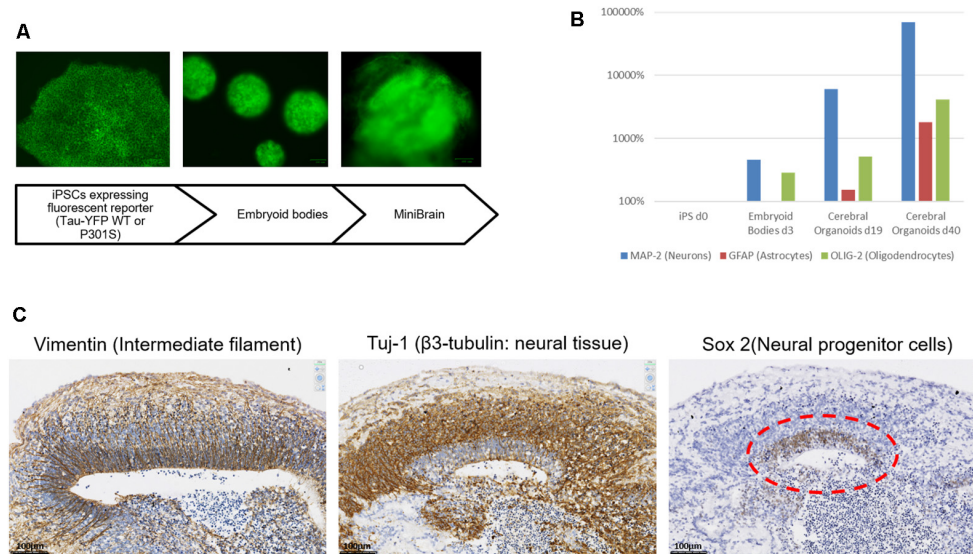 A
iPSCs expressing
fluorescent reporter
(Tau-YFP WT or
P301S)
Embryoid bodies
MiniBrain
B
100000%
10000%
1000%
100%
iPS d0
Embryoid
Bodies d3
Cerebral
Organoids d19
Cerebral
Organoids d40
MAP-2 (Neurons)
GFAP (Astrocytes)
OLIG-2 (Oligodendrocytes)
C
Vimentin (Intermediate filament)
Tuj-1 (β3-tubulin: neural tissue)
Sox 2(Neural progenitor cells)
100µm
100µm
100µm